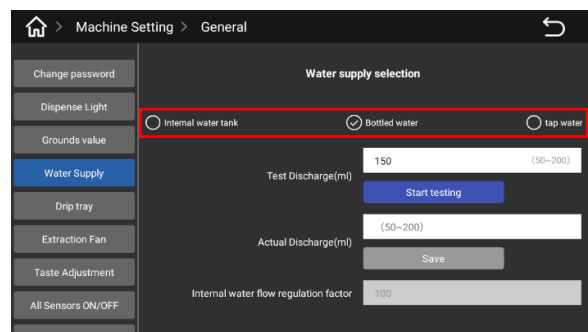 > Machine Setting > General
Change password
Dispense Light
Grounds value
Water Supply
Drip tray
Extraction Fan
Taste Adjustment
All Sensors ON/OFF
Water supply selection
Internal water tank
Bottled water
tap water
Test Discharge(ml)
150 (50~200)
Start testing
Actual Discharge(ml)
(50~200)
Save
Internal water flow regulation factor
100